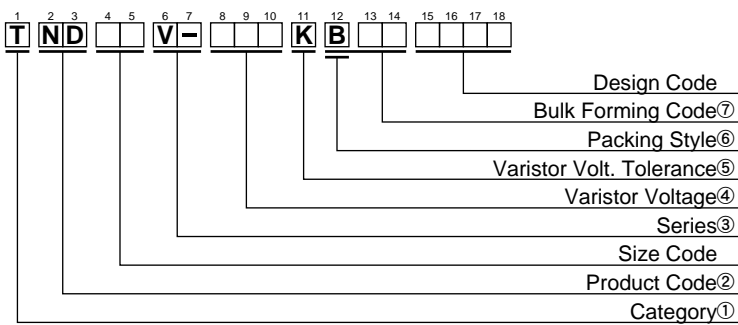 1 2 3 4 5 6 7 8 9 10 11 12 13 14 15 16 17 18
T ND V– K B
Design Code
Bulk Forming Code⑦
Packing Style⑥
Varistor Volt. Tolerance⑤
Varistor Voltage④
Series③
Size Code
Product Code②
Category①